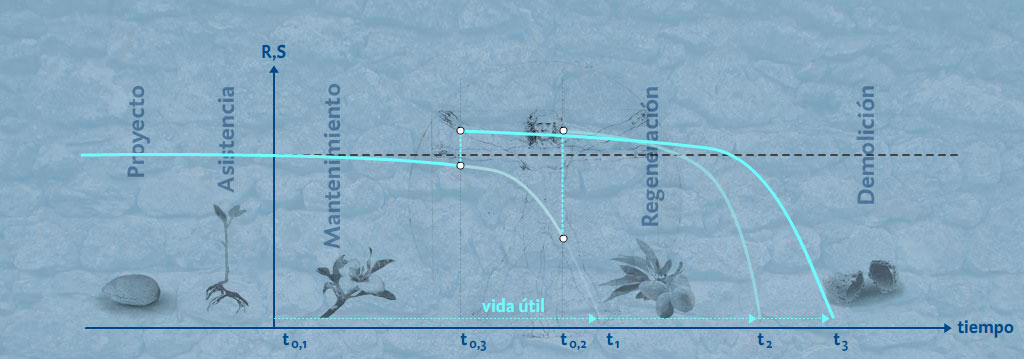 R,S
Proyecto
Asistencia
Mantenimiento
Regeneración
Demolición
vida útil
t0,1
t0,3
t0,2
t1
t2
t3
tiempo